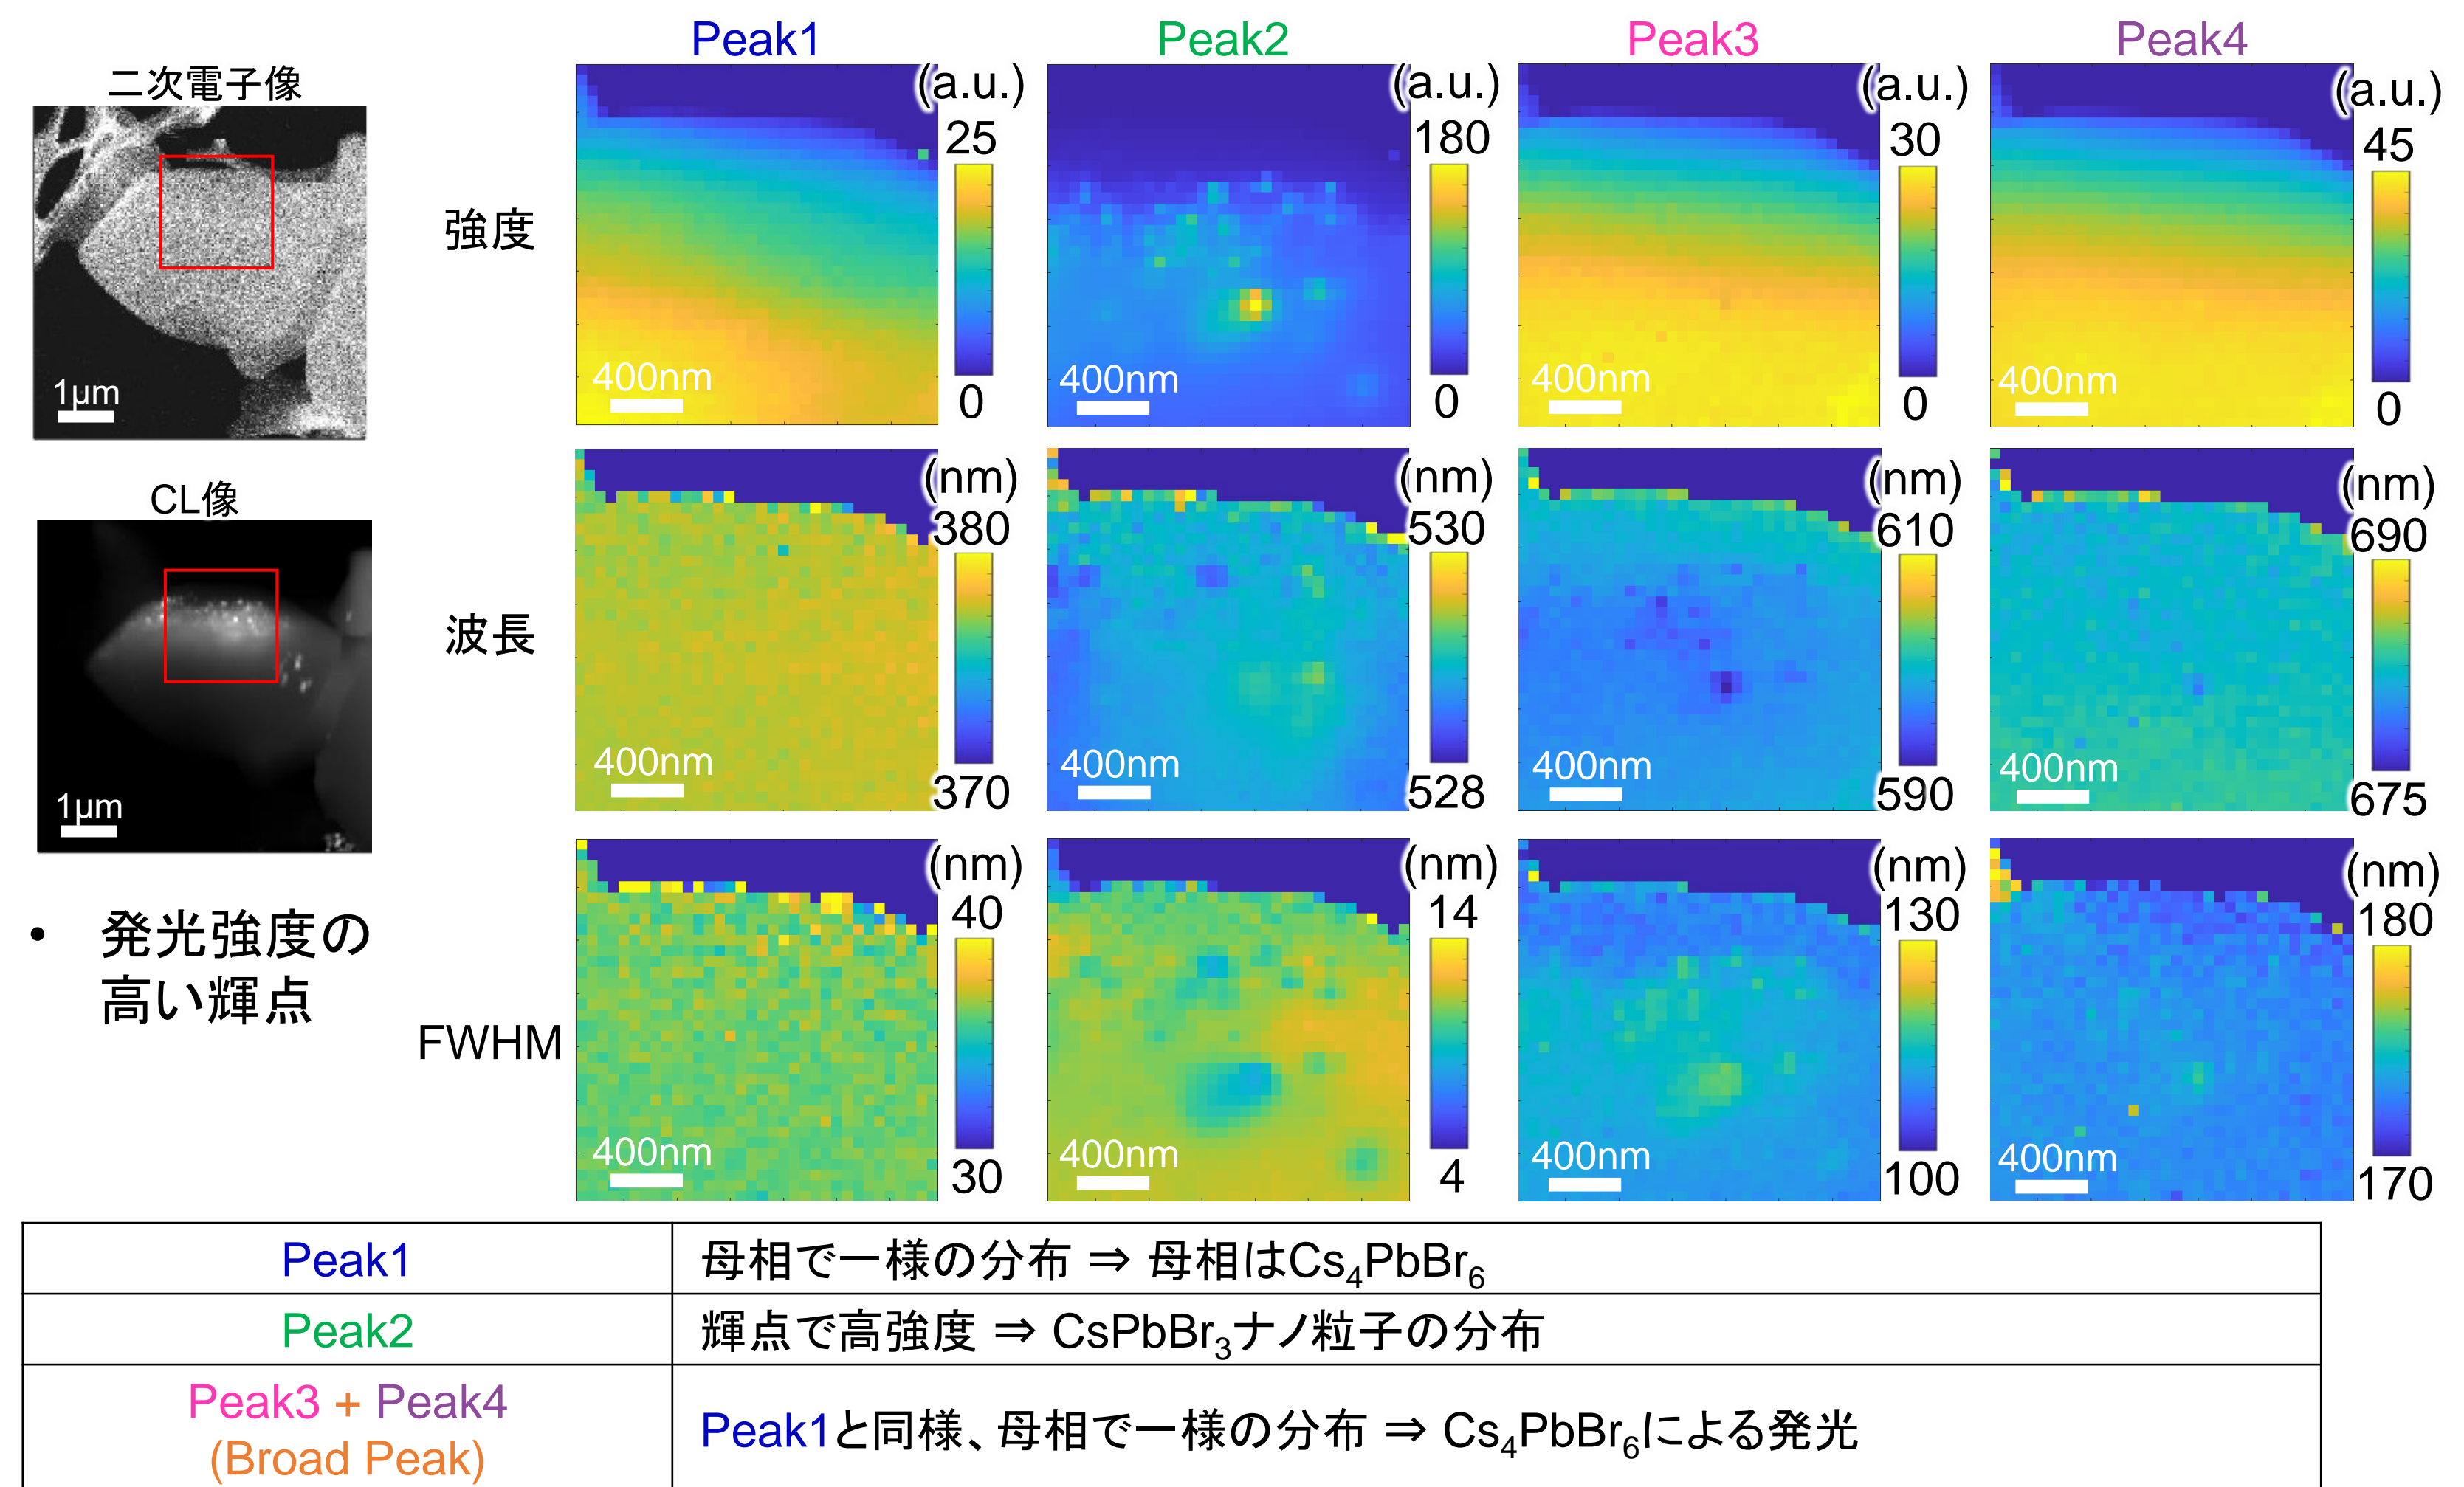 Peak1
Peak2
Peak3
Peak4
二次電子像
1μm
CL像
1μm
• 発光強度の
高い輝点
強度
(a.u.)
25
0
400nm
(a.u.)
180
0
400nm
(a.u.)
30
0
400nm
(a.u.)
45
0
400nm
波長
(nm)
380
370
400nm
(nm)
530
528
400nm
(nm)
610
590
400nm
(nm)
690
675
400nm
FWHM
(nm)
40
30
400nm
(nm)
14
4
400nm
(nm)
130
100
400nm
(nm)
180
170
400nm
Peak1
母相で一様の分布 ⇒ 母相はCs4PbBr6
Peak2
輝点で高強度 ⇒ CsPbBr3ナノ粒子の分布
Peak3 + Peak4
(Broad Peak)
Peak1と同様、母相で一様の分布 ⇒ Cs4PbBr6による発光